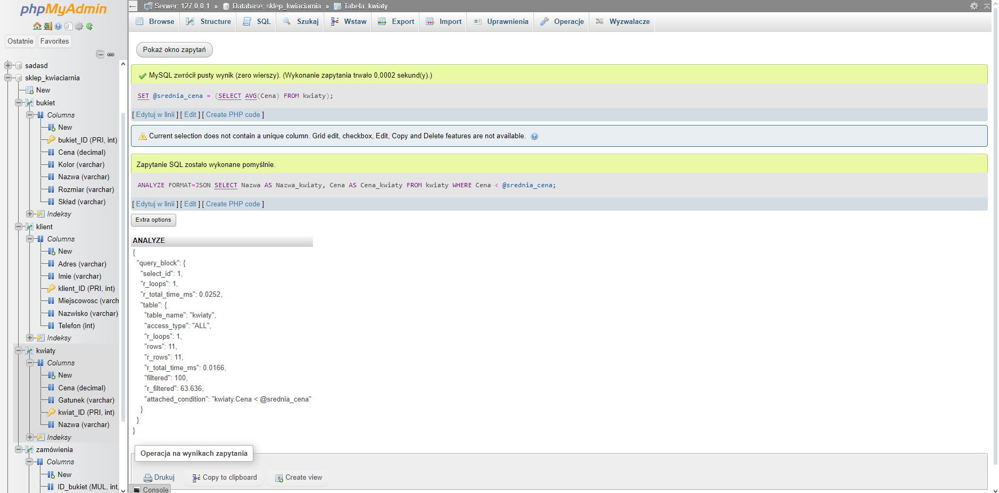 phpMyAdmin
Ostatnie
Favorites
sadasd
sklep_kwiaciarnia
New
bukiet
Columns
New
bukiet_ID (PRI, int)
Cena (decimal)
Kolor (varchar)
Nazwa (varchar)
Rozmiar (varchar)
Skład (varchar)
Indeksy
klient
Columns
New
Adres (varchar)
Imie (varchar)
klient_ID (PRI, int)
Miejscowosc (varch
Nazwisko (varchar)
Telefon (int)
Indeksy
kwiaty
Columns
New
Cena (decimal)
Gatunek (varchar)
kwiat_ID (PRI, int)
Nazwa (varchar)
Indeksy
zamówienia
Columns
New
ID_bukiet (MUL, int,
Serwer: 127.0.0.1 » Database: sklep_kwiaciarnia » Tabela: kwiaty
Browse Structure SQL Szukaj Wstaw Export Import Uprawnienia Operacje Wyzwalacze
Pokaż okno zapytań
MySQL zwrócił pusty wynik (zero wierszy). (Wykonanie zapytania trwało 0,0002 sekund(y).)
SET @srednia_cena = (SELECT AVG(Cena) FROM kwiaty);
[ Edytuj w linii ] [ Edit ] [ Create PHP code ]
Current selection does not contain a unique column. Grid edit, checkbox, Edit, Copy and Delete features are not available.
Zapytanie SQL zostało wykonane pomyślnie.
ANALYZE FORMAT=JSON SELECT Nazwa AS Nazwa_kwiaty, Cena AS Cena_kwiaty FROM kwiaty WHERE Cena < @srednia_cena;
[ Edytuj w linii ] [ Edit ] [ Create PHP code ]
Extra options
ANALYZE
{
"query_block": {
"select_id": 1,
"r_loops": 1,
"r_total_time_ms": 0.0252,
"table": {
"table_name": "kwiaty",
"access_type": "ALL",
"r_loops": 1,
"rows": 11,
"r_rows": 11,
"r_total_time_ms": 0.0166,
"filtered": 100,
"r_filtered": 63.636,
"attached_condition": "kwiaty.Cena < @srednia_cena"
}
}
}
Operacja na wynikach zapytania
Drukuj Copy to clipboard Create view
Console